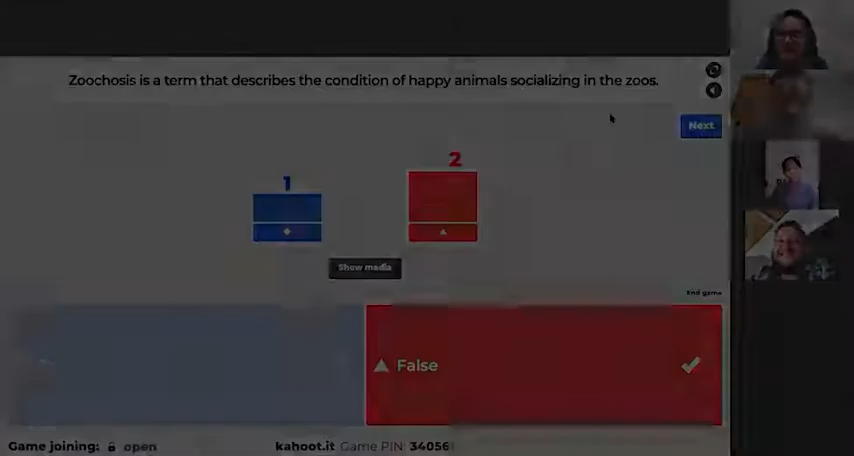 Zoochosis is a term that describes the condition of happy animals socializing in the zoos.
Next
1
2
Show media
End game
False
Game joining: open
kahoot.it Game PIN: 34056